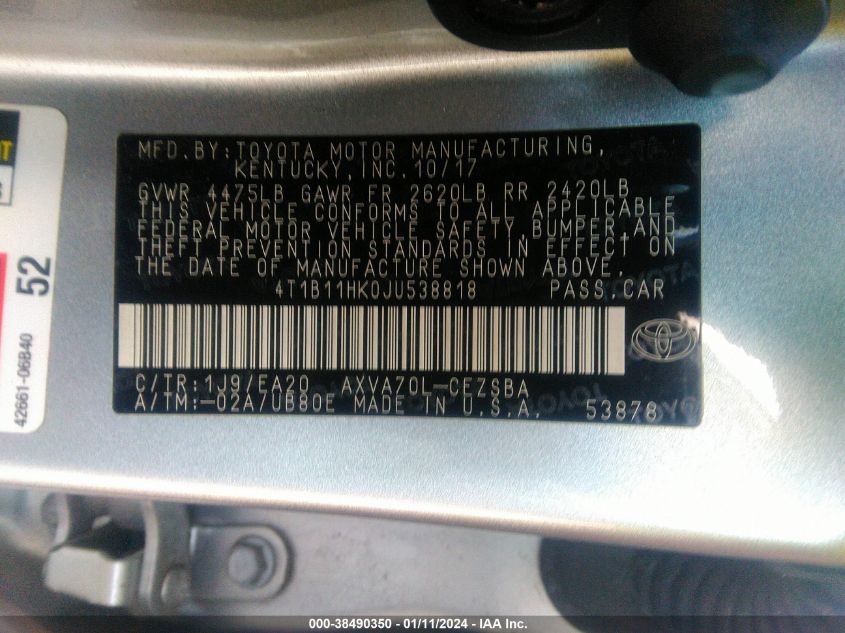 MFD. BY: TOYOTA MOTOR MANUFACTURING,
KENTUCKY, INC. 10/17
GVWR 4475LB GAWR FR 2620LB RR 2420LB
THIS VEHICLE CONFORMS TO ALL APPLICABLE
FEDERAL MOTOR VEHICLE SAFETY, BUMPER, AND
THEFT PREVENTION STANDARDS IN EFFECT ON
THE DATE OF MANUFACTURE SHOWN ABOVE.
4T1B11HK0JU538818 PASS. CAR
C/TR: 1J9/EA20 AXVA70L-CEZSBA
A/TM: -02A/UB80E MADE IN U.S.A. 53878
52
42661-06B40
000-38490350 - 01/11/2024 - IAA Inc.